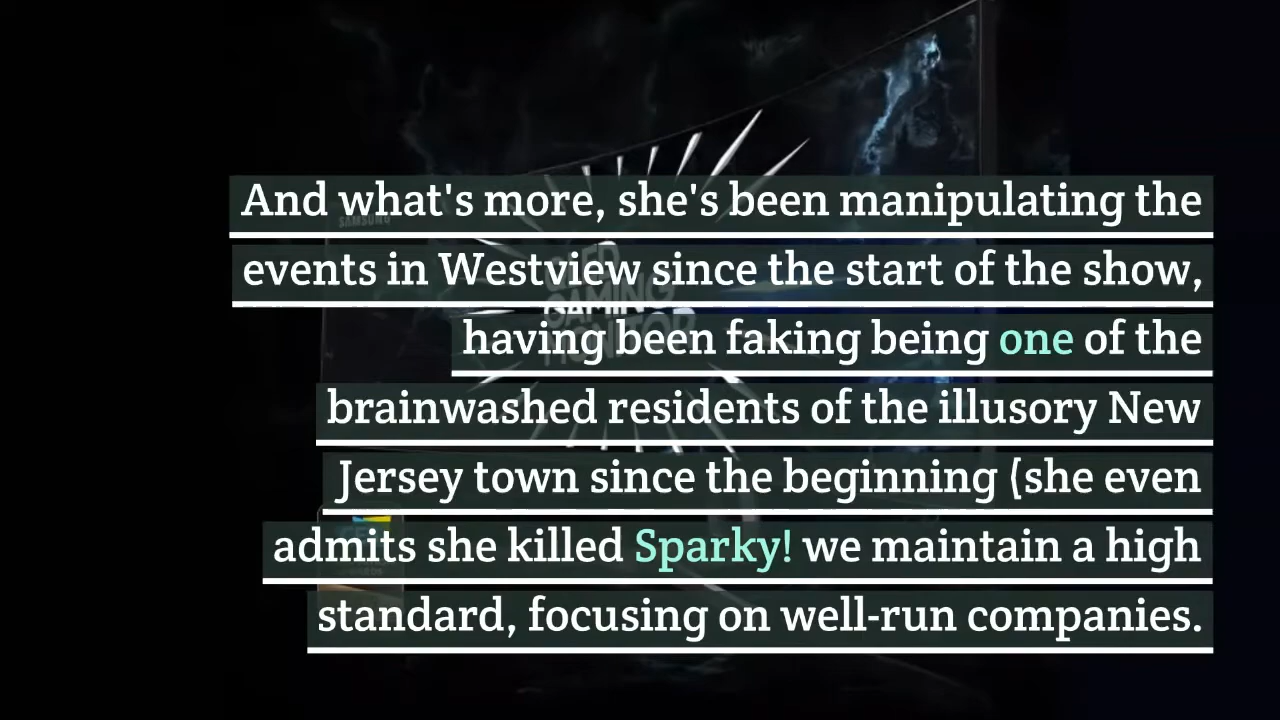 And what's more, she's been manipulating the
events in Westview since the start of the show,
having been faking being one of the
brainwashed residents of the illusory New
Jersey town since the beginning (she even
admits she killed Sparky! we maintain a high
standard, focusing on well-run companies.
SAMSUNG
GAMING